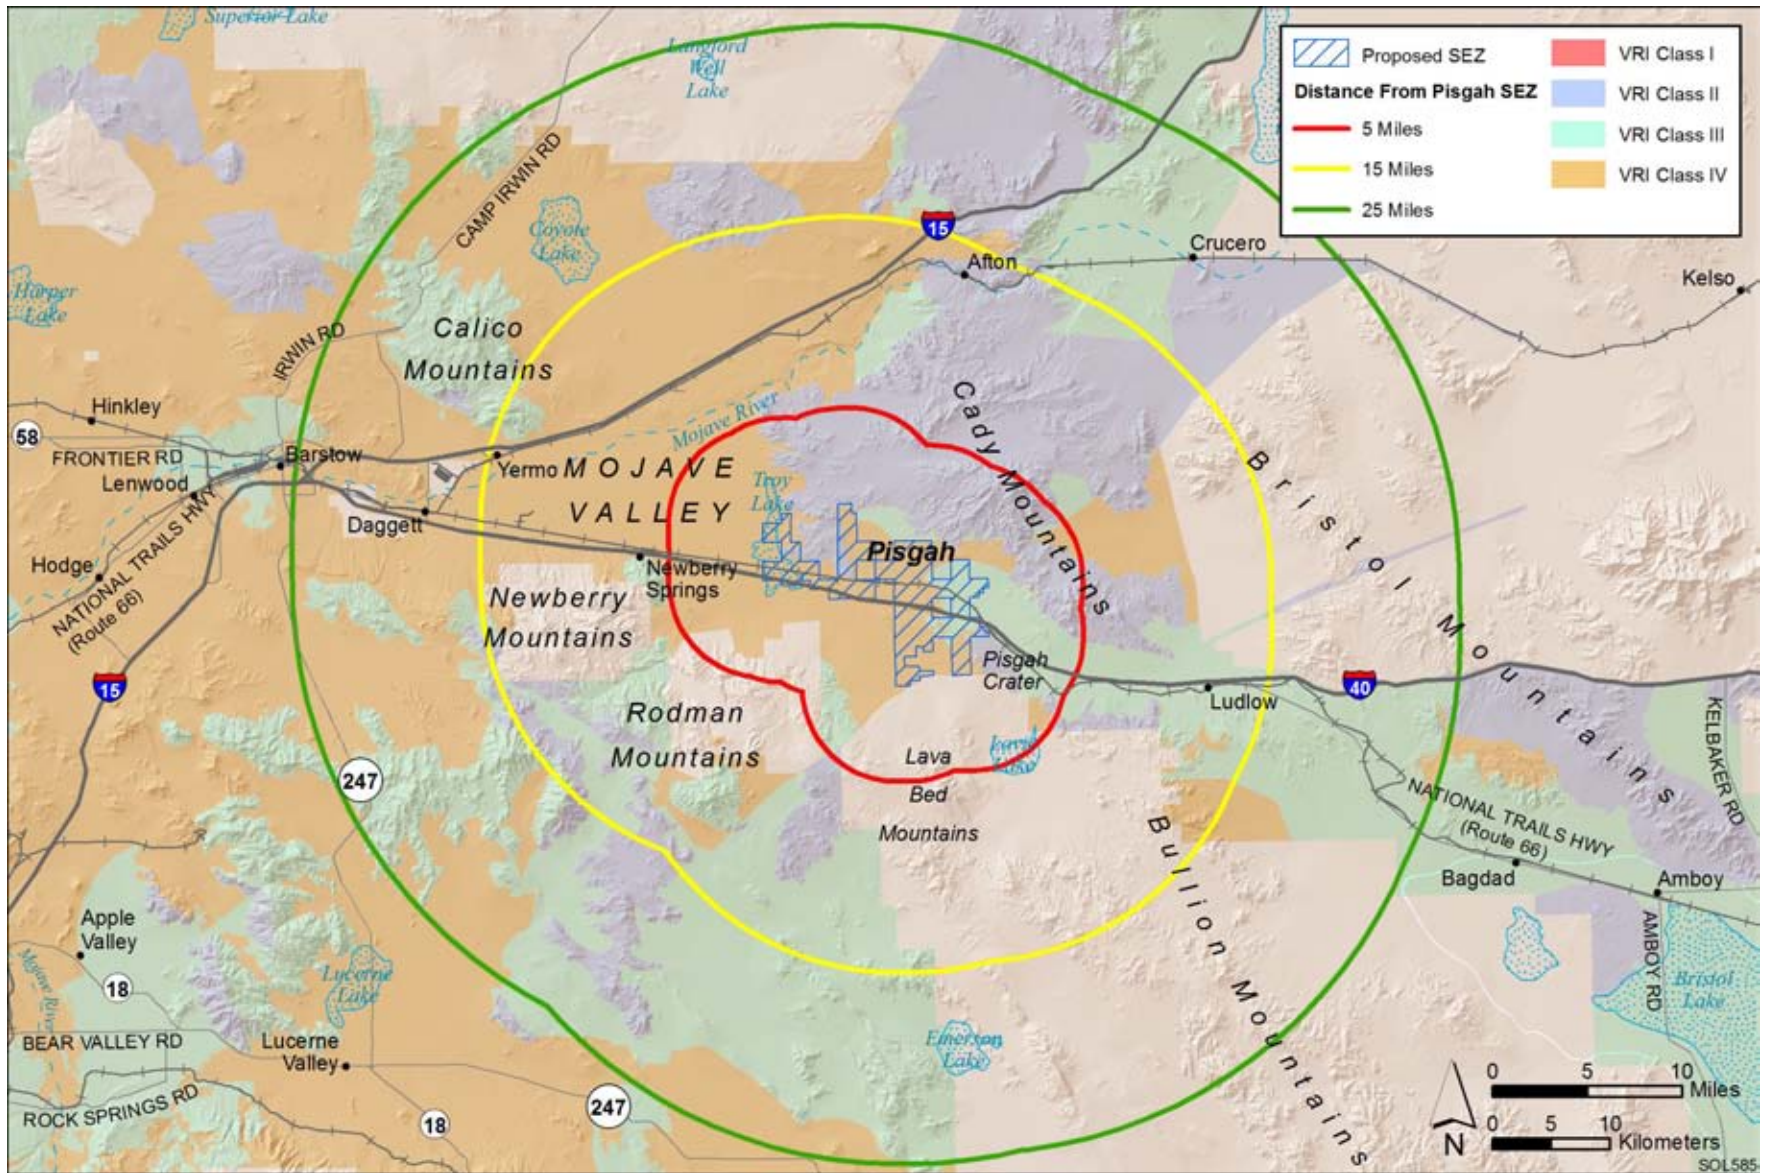 Superior Lake
Langford
Well
Lake
Proposed SEZ
Distance From Pisgah SEZ
5 Miles
15 Miles
25 Miles
VRI Class I
VRI Class II
VRI Class III
VRI Class IV
CAMP IRWIN RD
Coyote
Lake
15
Afton
Crucero
Kelso
Harper
Lake
IRWIN RD
Calico
Mountains
Hinkley
58
FRONTIER RD
Barstow
Lenwood
Yermo
Mojave River
MOJAVE
VALLEY
Troy
Lake
Cady Mountains
Bristol Mountains
Daggett
Hodge
NATIONAL TRAILS HWY
(Route 66)
Newberry
Springs
Pisgah
Newberry
Mountains
Pisgah
Crater
15
40
Ludlow
Rodman
Mountains
Lava
Bed
Mountains
Lavic
Lake
KELBAKER RD
247
NATIONAL TRAILS HWY
(Route 66)
Bullion Mountains
Bagdad
Amboy
Apple
Valley
18
Mojave River
Lucerne
Lake
AMBOY RD
Bristol
Lake
BEAR VALLEY RD
Lucerne
Valley
Emerson
Lake
ROCK SPRINGS RD
18
247
N
0 5 10
Miles
0 5 10
Kilometers
SOL585